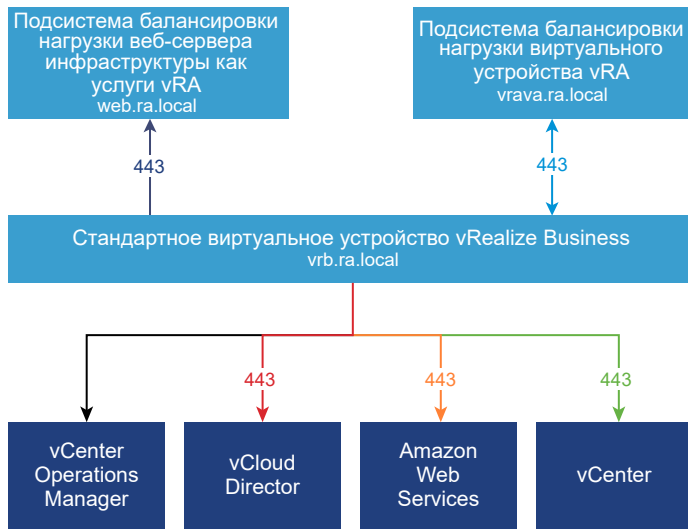 Подсистема балансировки
нагрузки веб-сервера
инфраструктуры как
услуги vRA
web.ra.local
Подсистема балансировки
нагрузки виртуального
устройства vRA
vrava.ra.local
443
443
Стандартное виртуальное устройство vRealize Business
vrb.ra.local
443
443
443
vCenter
Operations
Manager
vCloud
Director
Amazon
Web
Services
vCenter